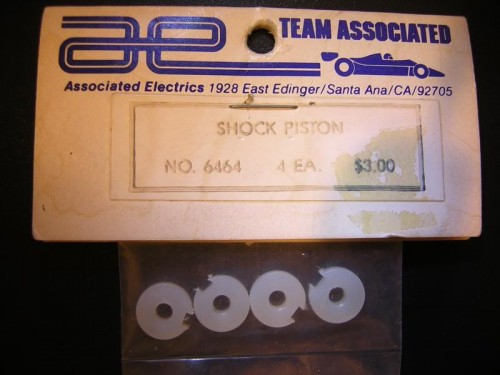 ae TEAM ASSOCIATED
Associated Electrics 1928 East Edinger/Santa Ana/CA/92705
SHOCK PISTON
NO. 6464 4 EA. $3.00